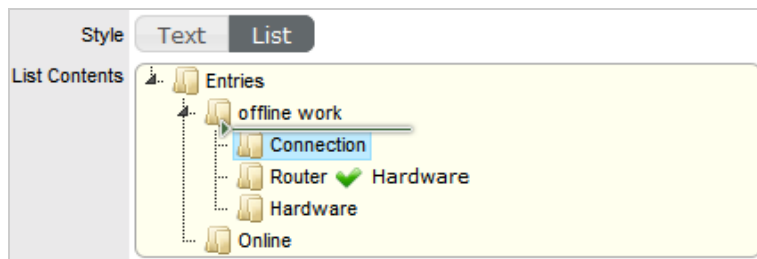 Style Text List
List Contents Entries
offline work
Connection
Router Hardware
Hardware
Online